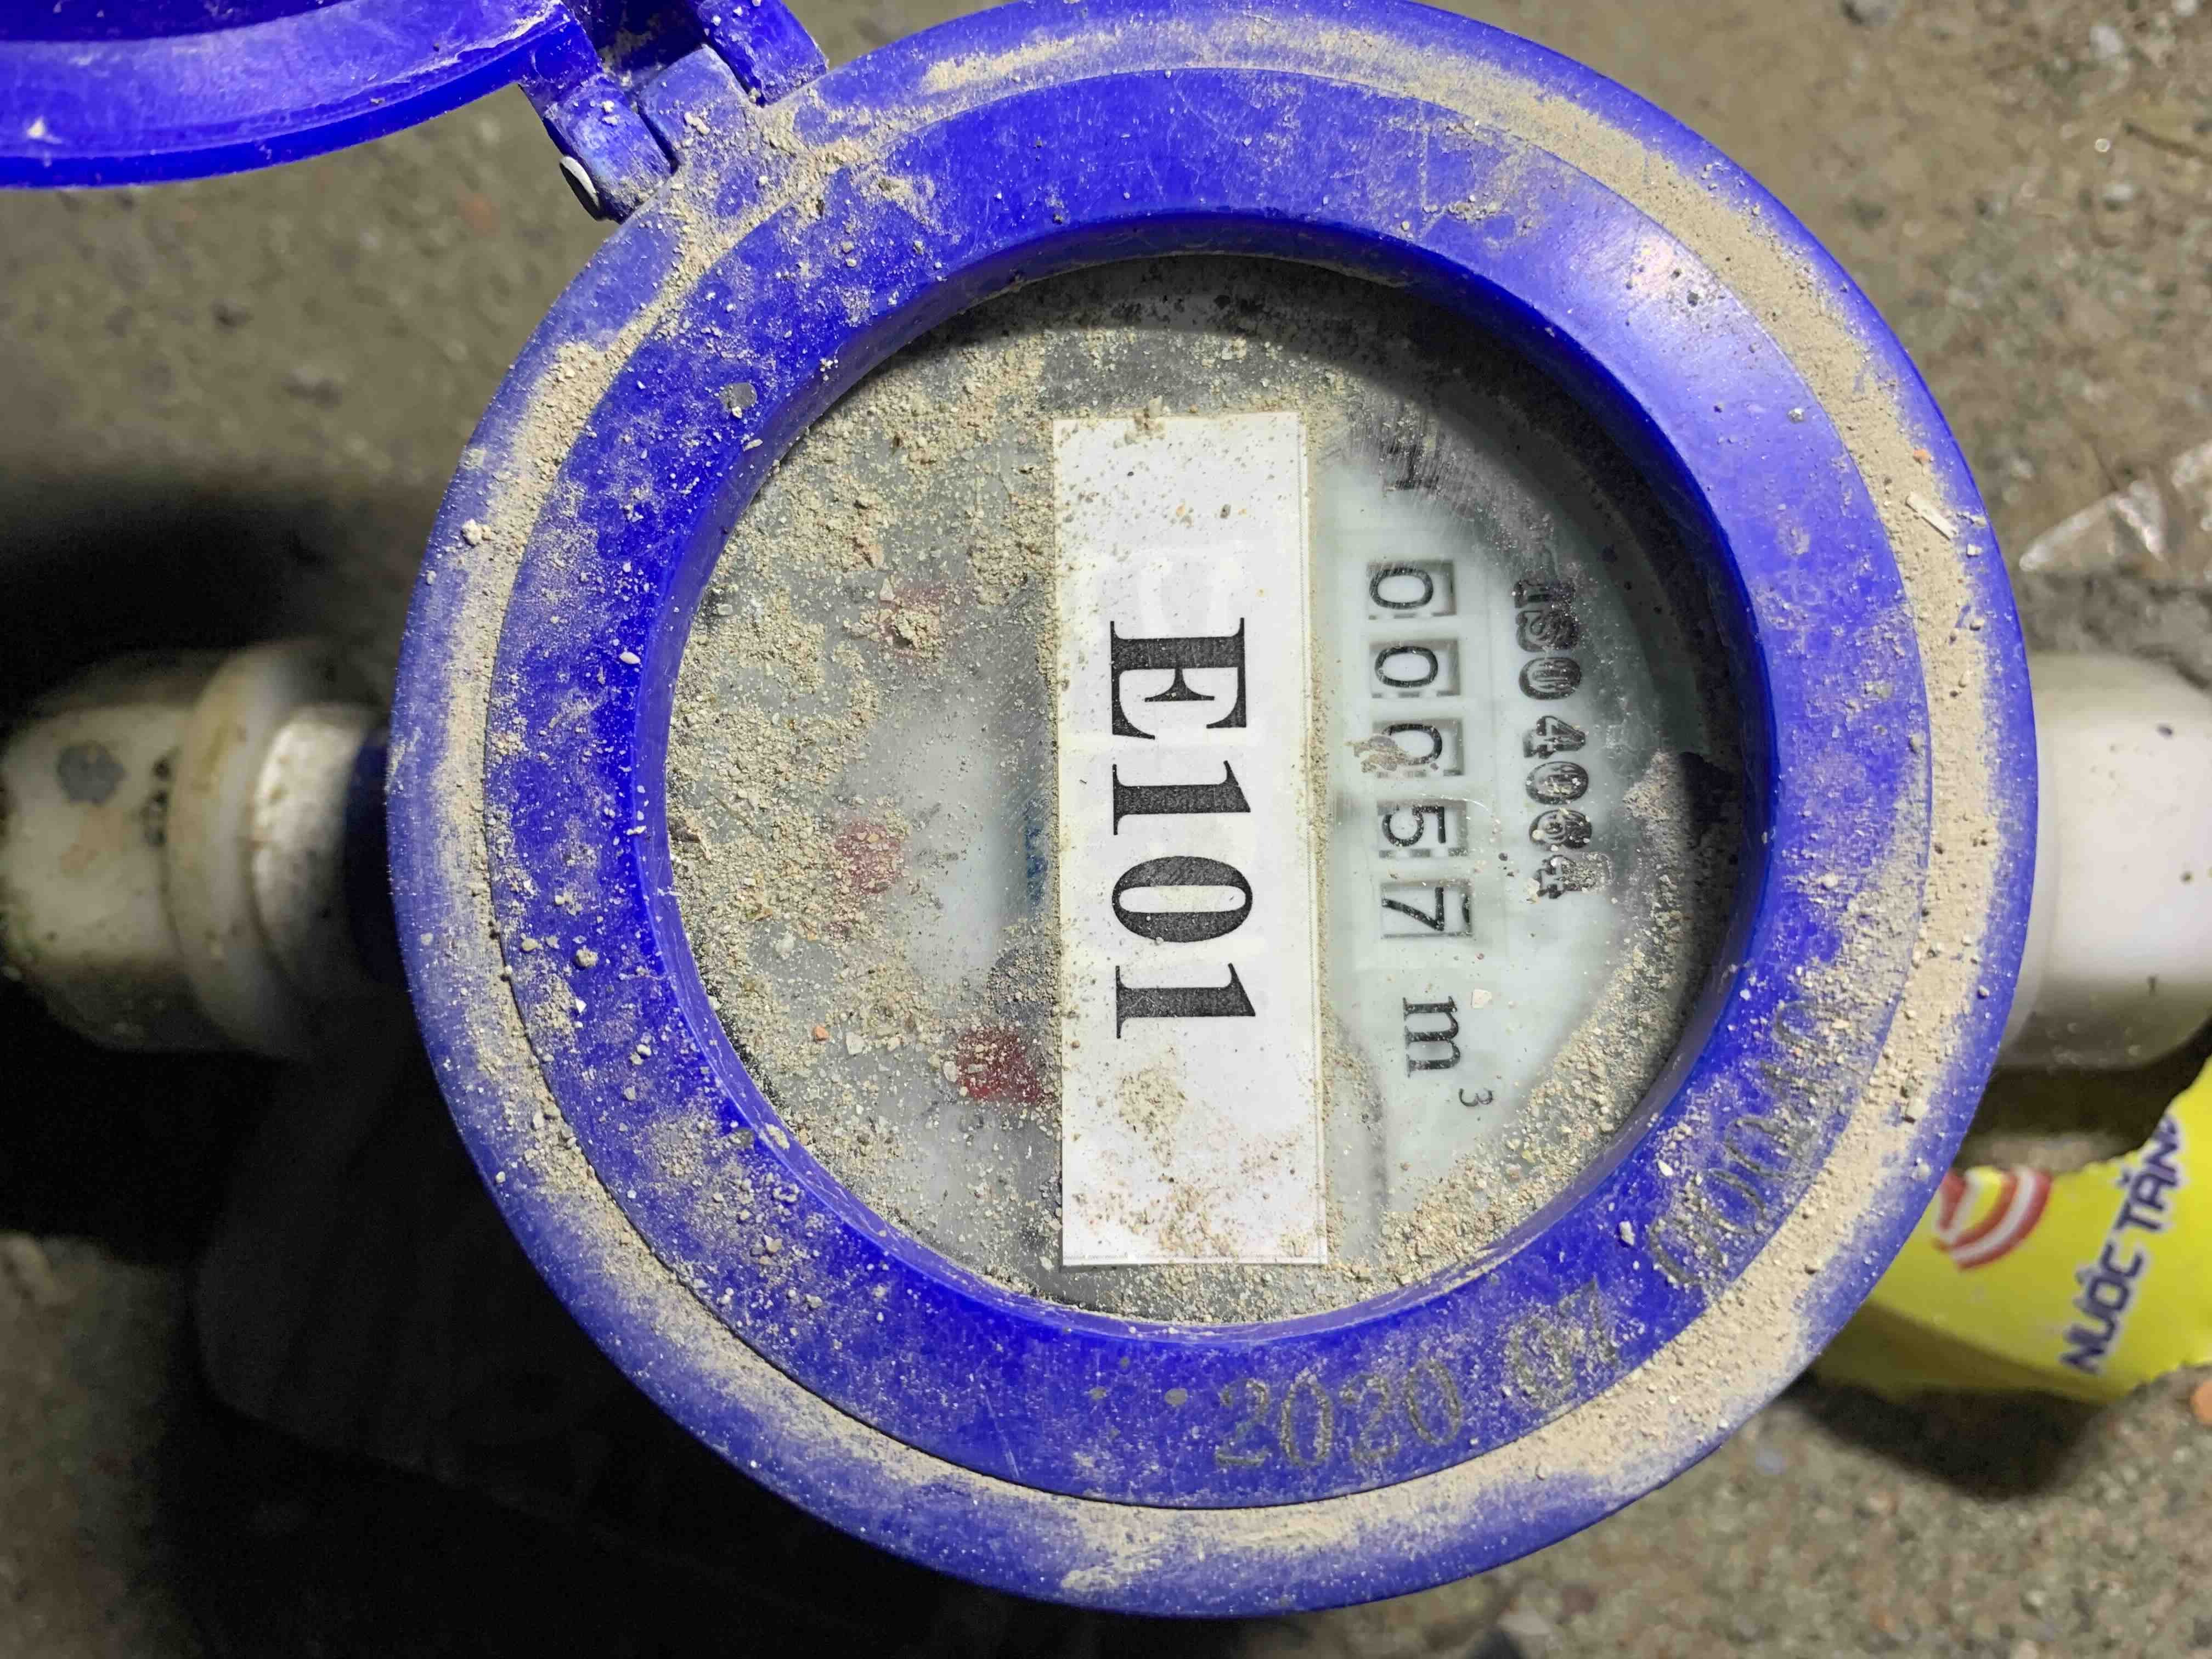 ISO 4064
00057 m³
E101
2020 07
NƯỚC TĂNG